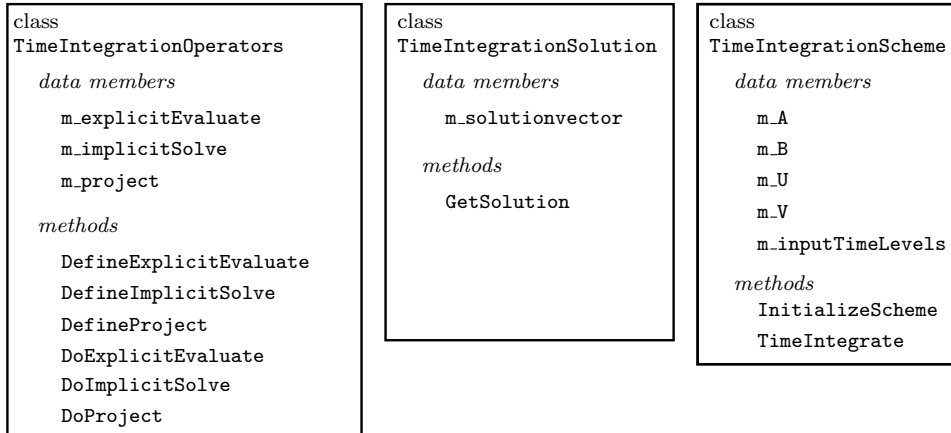 class
TimeIntegrationOperators
data members
m_explicitEvaluate
m_implicitSolve
m_project
methods
DefineExplicitEvaluate
DefineImplicitSolve
DefineProject
DoExplicitEvaluate
DoImplicitSolve
DoProject
class
TimeIntegrationSolution
data members
m_solutionvector
methods
GetSolution
class
TimeIntegrationScheme
data members
m_A
m_B
m_U
m_V
m_inputTimeLevels
methods
InitializeScheme
TimeIntegrate